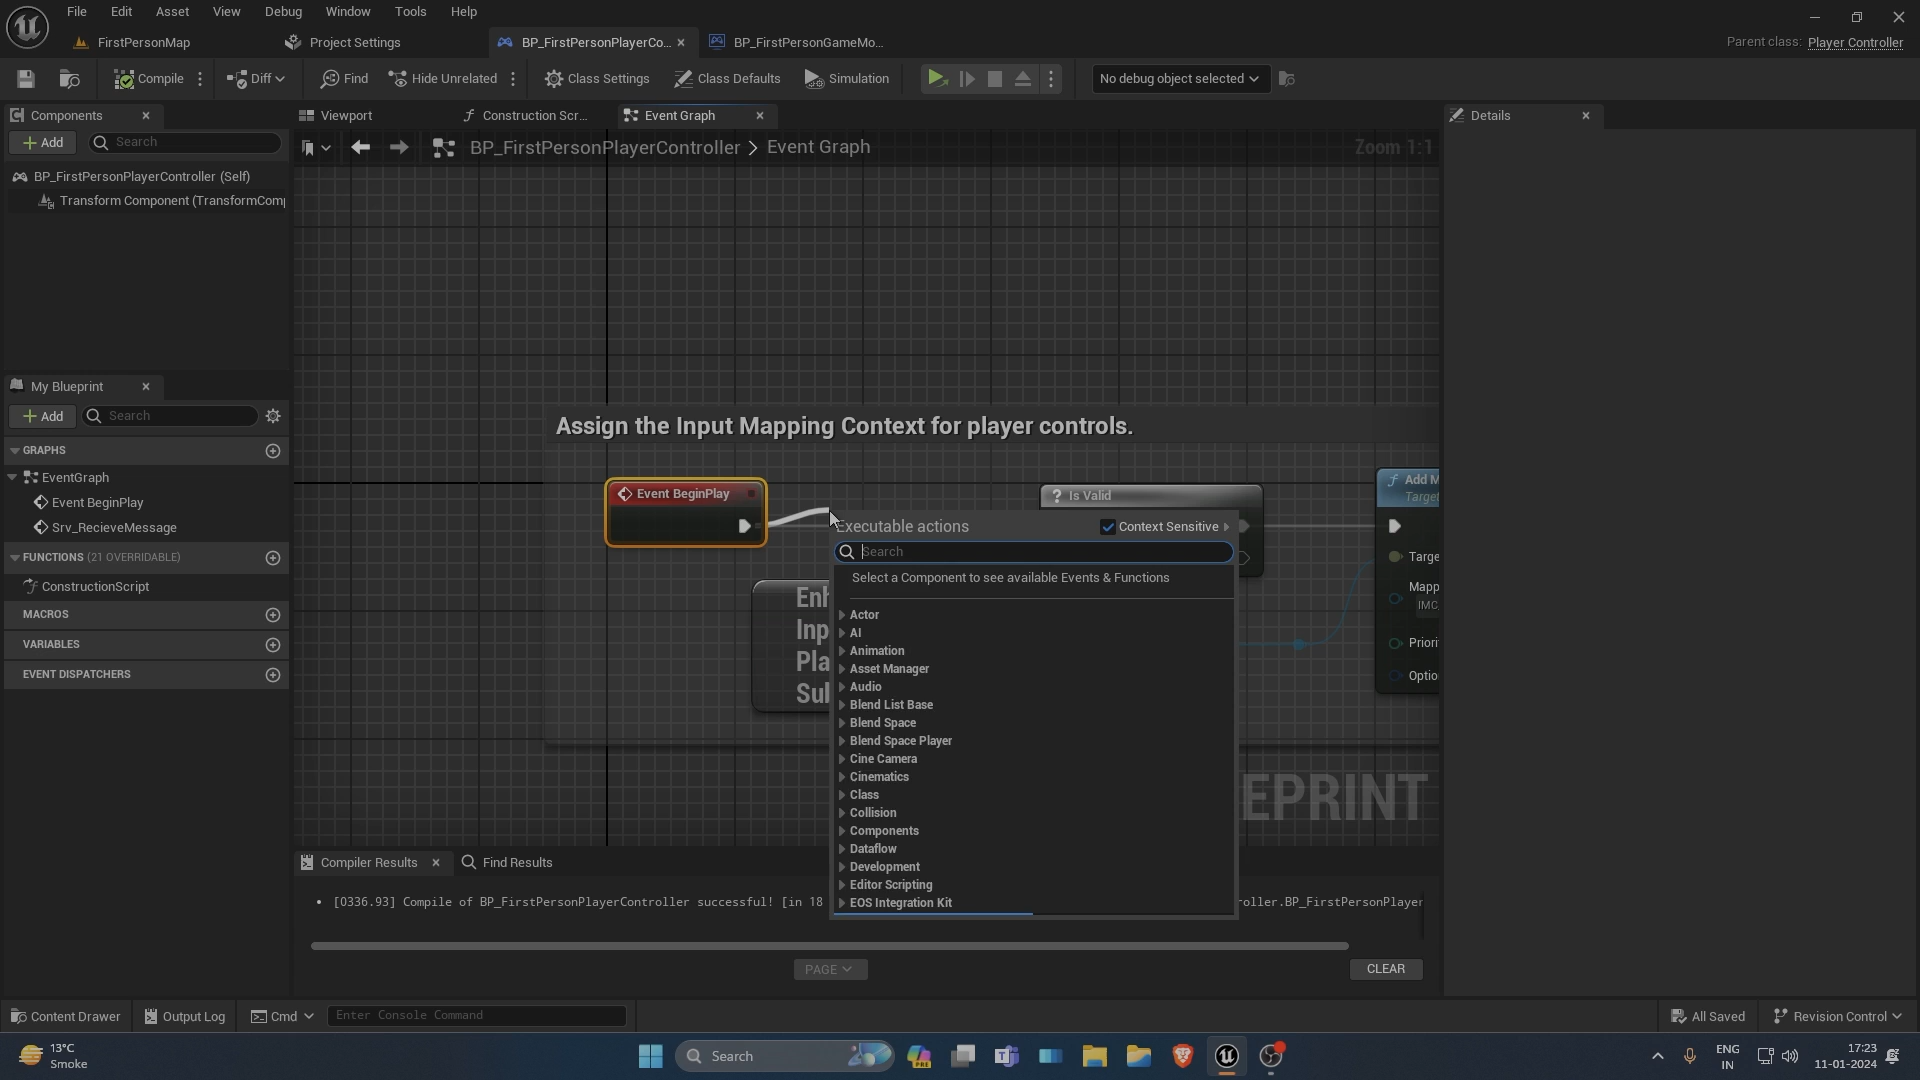 File Edit Asset View Debug Window Tools Help
FirstPersonMap
Project Settings
BP_FirstPersonPlayerCo...
BP_FirstPersonGameMo...
Parent class: Player Controller
Compile
Diff
Find
Hide Unrelated
Class Settings
Class Defaults
Simulation
No debug object selected
Components
Viewport
Construction Scr...
Event Graph
Details
Add
Search
BP_FirstPersonPlayerController
Event Graph
Zoom 1:1
BP_FirstPersonPlayerController (Self)
Transform Component (TransformComp
My Blueprint
Add
Search
GRAPHS
EventGraph
Event BeginPlay
Srv_RecieveMessage
FUNCTIONS (21 OVERRIDABLE)
ConstructionScript
MACROS
VARIABLES
EVENT DISPATCHERS
Assign the Input Mapping Context for player controls.
Event BeginPlay
? Is Valid
f Add M
Target
Targe
Mapp
IMC_
Priori
Optio
Enh
Inp
Pla
Sul
Executable actions
Context Sensitive
Search
Select a Component to see available Events & Functions
Actor
AI
Animation
Asset Manager
Audio
Blend List Base
Blend Space
Blend Space Player
Cine Camera
Cinematics
Class
Collision
Components
Dataflow
Development
Editor Scripting
EOS Integration Kit
EPRINT
Compiler Results
Find Results
[0336.93] Compile of BP_FirstPersonPlayerController successful! [in 18
roller.BP_FirstPersonPlayer
PAGE
CLEAR
Content Drawer
Output Log
Cmd
Enter Console Command
All Saved
Revision Control
13°C
Smoke
Search
PRE
ENG
IN
17:23
11-01-2024